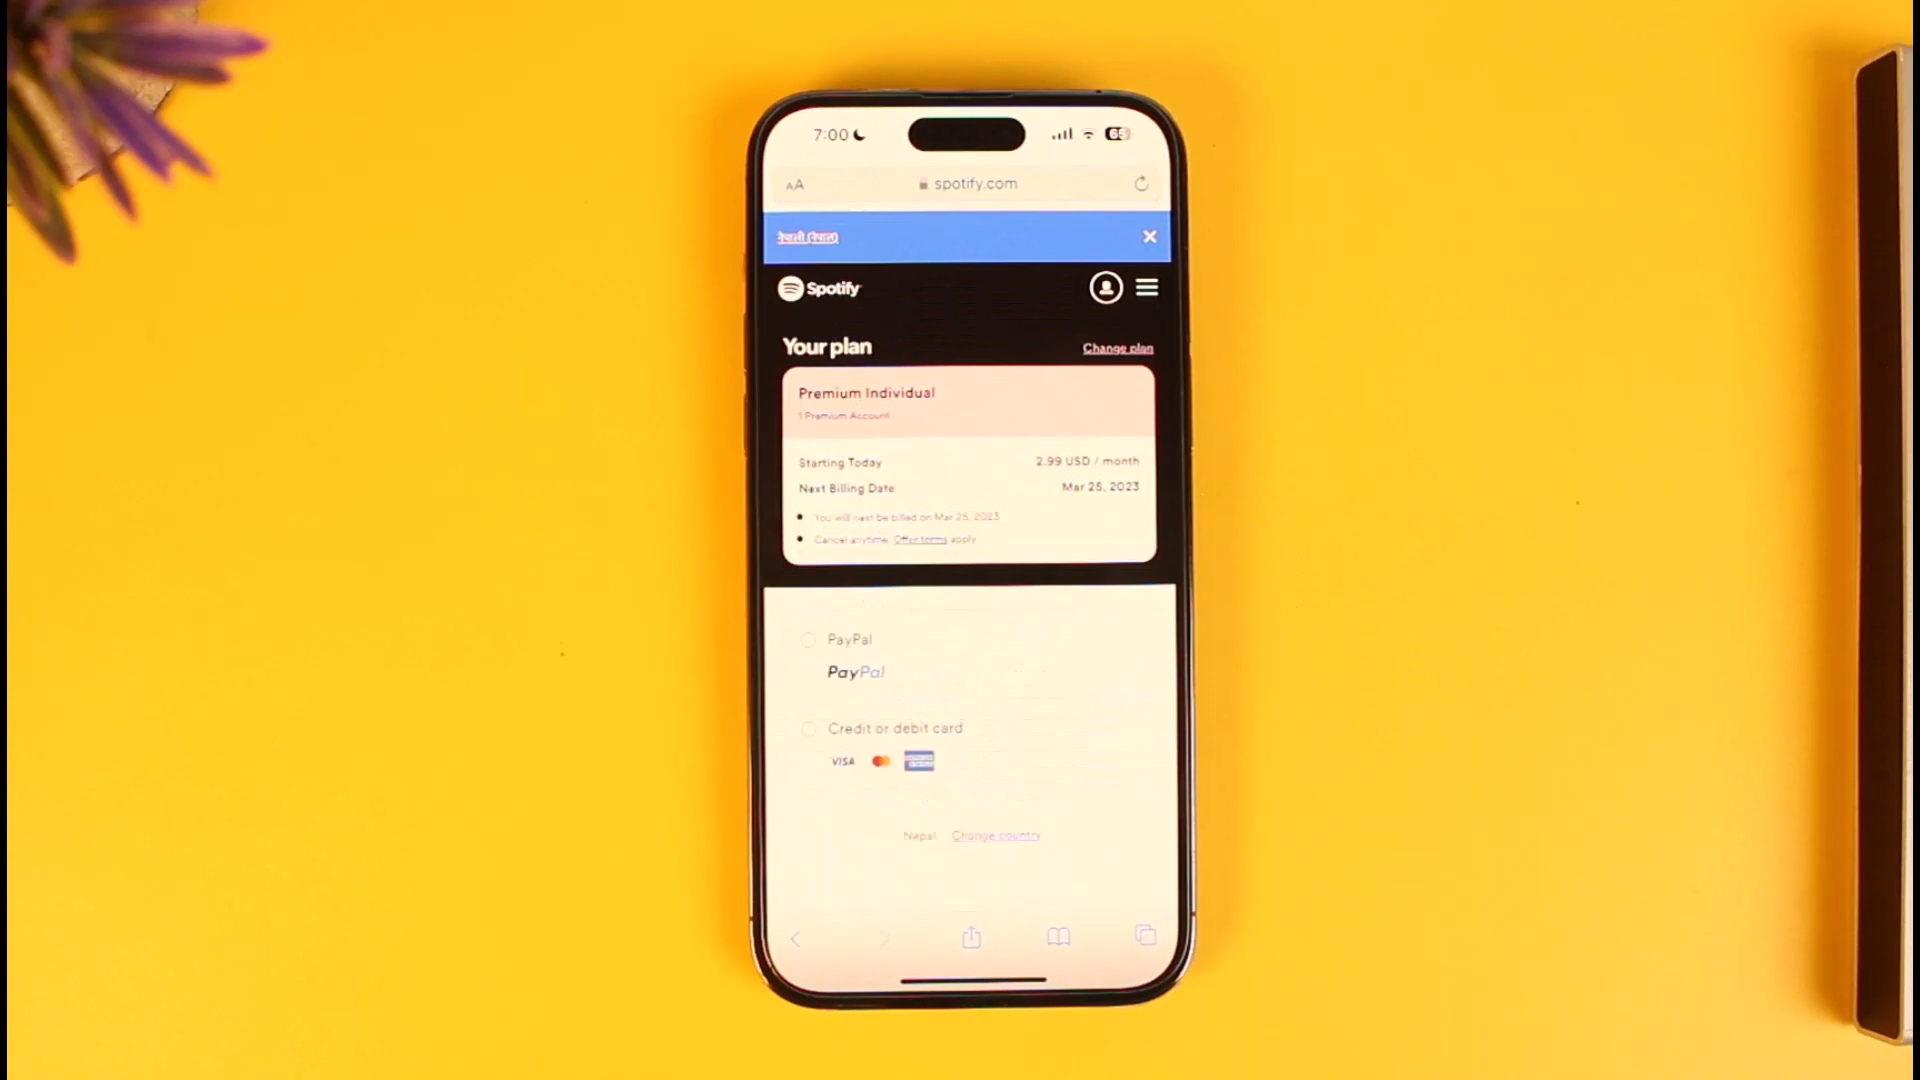 7:00
65
AA
spotify.com
नेपाली (नेपाल)
Spotify
Your plan
Change plan
Premium Individual
1 Premium Account
Starting Today
2.99 USD / month
Next Billing Date
Mar 25, 2023
You will next be billed on Mar 25, 2023
Cancel anytime. Offer terms apply
PayPal
PayPal
Credit or debit card
VISA
Nepal Change country